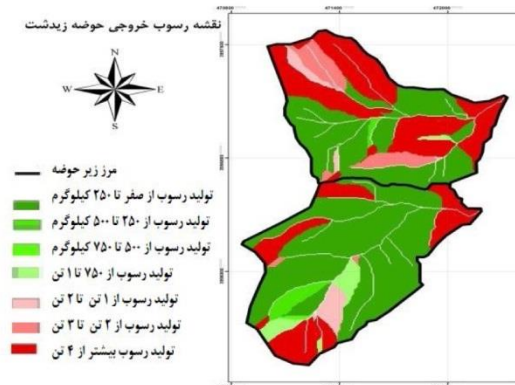 نقشه رسوب خروجی حوضه زیدشت
N
W E
S
مرز زیر حوضه
تولید رسوب از صفر تا ۲۵۰ کیلوگرم
تولید رسوب از ۲۵۰ تا ۵۰۰ کیلوگرم
تولید رسوب از ۵۰۰ تا ۷۵۰ کیلوگرم
تولید رسوب از ۷۵۰ تا ۱ تن
تولید رسوب از ۱ تن تا ۲ تن
تولید رسوب از ۲ تن تا ۳ تن
تولید رسوب بیشتر از ۴ تن